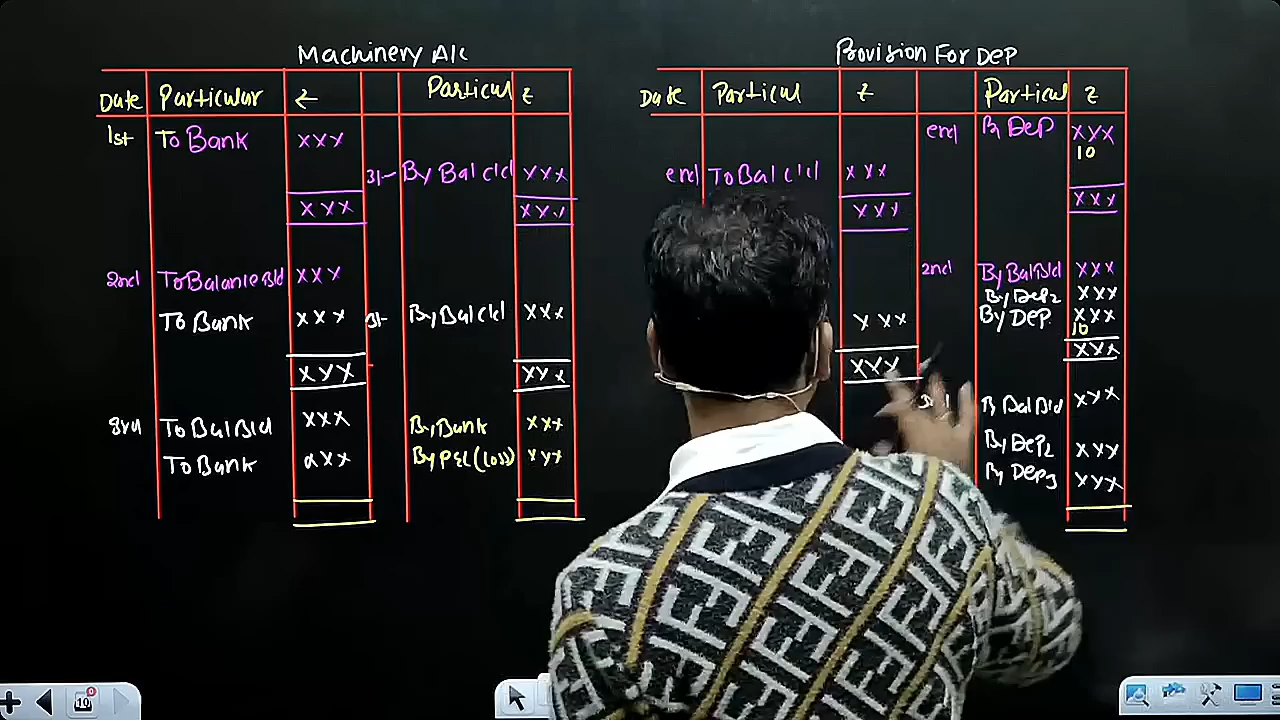 Machinery A/c
Date Particular ₹ Particul ₹
1st To Bank xxx
31- By Bal c/d xxx
xxx xxx
2nd To Balance B/d xxx
To Bank xxx 31- By Bal c/d xxx
xxx xxx
3rd To Bal B/d xxx By Bank xxx
To Bank xxx By P&L (Loss) xxx
Provision For Dep
Date Particul ₹ Particul ₹
end By Dep xxx
10
end To Bal c/d xxx
xxx xxx
2nd By Bal B/d xxx
By Dep2 xxx
xxx By Dep xxx
10
xxx xxx
By Bal B/d xxx
By Dep2 xxx
By Dep3 xxx
10